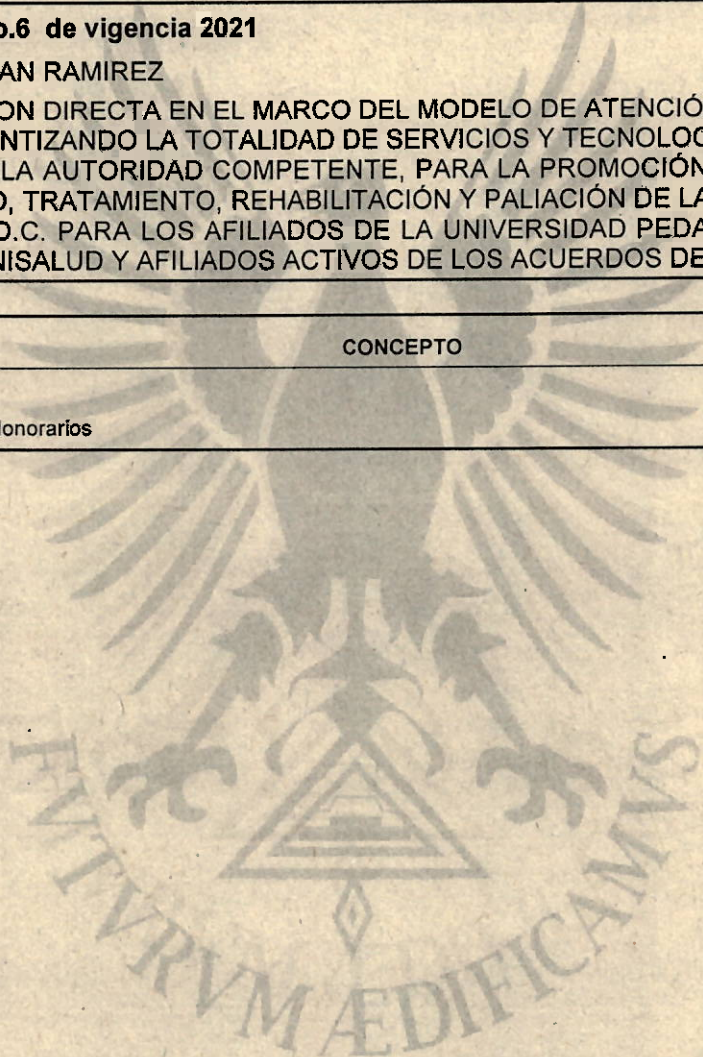 o.6 de vigencia 2021
AN RAMIREZ
ON DIRECTA EN EL MARCO DEL MODELO DE ATENCIÓ
NTIZANDO LA TOTALIDAD DE SERVICIOS Y TECNOLOG
LA AUTORIDAD COMPETENTE, PARA LA PROMOCIÓN
O, TRATAMIENTO, REHABILITACIÓN Y PALIACIÓN DE LA
D.C. PARA LOS AFILIADOS DE LA UNIVERSIDAD PEDA
NISALUD Y AFILIADOS ACTIVOS DE LOS ACUERDOS DE
CONCEPTO
Honorarios
FVTVRVM ÆDIFICAMVS